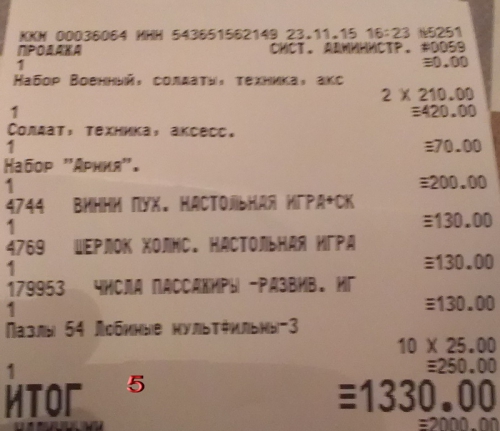 ККМ 00036064 ИНН 543651562149 23.11.15 16:23 №5251
ПРОДАЖА СИСТ. АДМИНИСТР. #0059
1 ≡0.00
Набор Военный, солдаты, техника, акс
2 X 210.00
1 ≡420.00
Солдат, техника, аксесс.
1 ≡70.00
Набор "Армия".
1 ≡200.00
4744 ВИННИ ПУХ. НАСТОЛЬНАЯ ИГРА+СК
1 ≡130.00
4769 ШЕРЛОК ХОЛМС. НАСТОЛЬНАЯ ИГРА
1 ≡130.00
179953 ЧИСЛА ПАССАЖИРЫ -РАЗВИВ. ИГ
1 ≡130.00
Пазлы 54 Любимые мультфильмы-3
10 X 25.00
1 ≡250.00
ИТОГ 5 ≡1330.00
НАЛИЧНЫМИ ≡2000.00